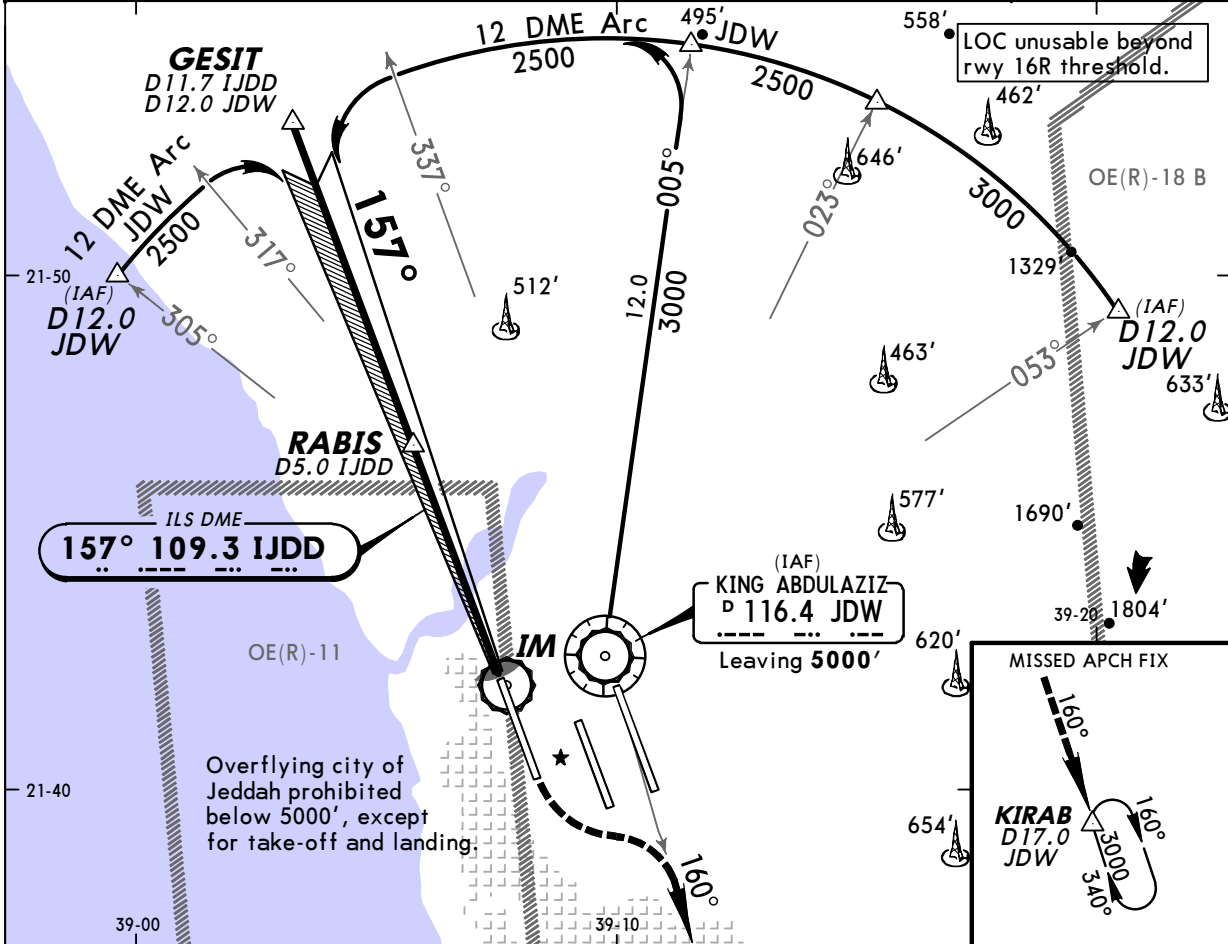 12 DME Arc
2500
495'
JDW
558'
LOC unusable beyond
rwy 16R threshold.
GESIT
D11.7 IJDD
D12.0 JDW
2500
462'
646'
12 DME Arc
JDW
2500
317°
337°
157°
005°
023°
3000
OE(R)-18 B
21-50
(IAF)
D12.0
JDW
305°
512'
12.0
3000
1329'
(IAF)
D12.0
JDW
053°
463'
633'
RABIS
D5.0 IJDD
577'
1690'
ILS DME
157° 109.3 IJDD
(IAF)
KING ABDULAZIZ
D 116.4 JDW
Leaving 5000'
39-20
1804'
OE(R)-11
IM
620'
MISSED APCH FIX
160°
KIRAB
D17.0
JDW
3000
160°
340°
Overflying city of
Jeddah prohibited
below 5000', except
for take-off and landing.
21-40
654'
160°
39-00
39-10